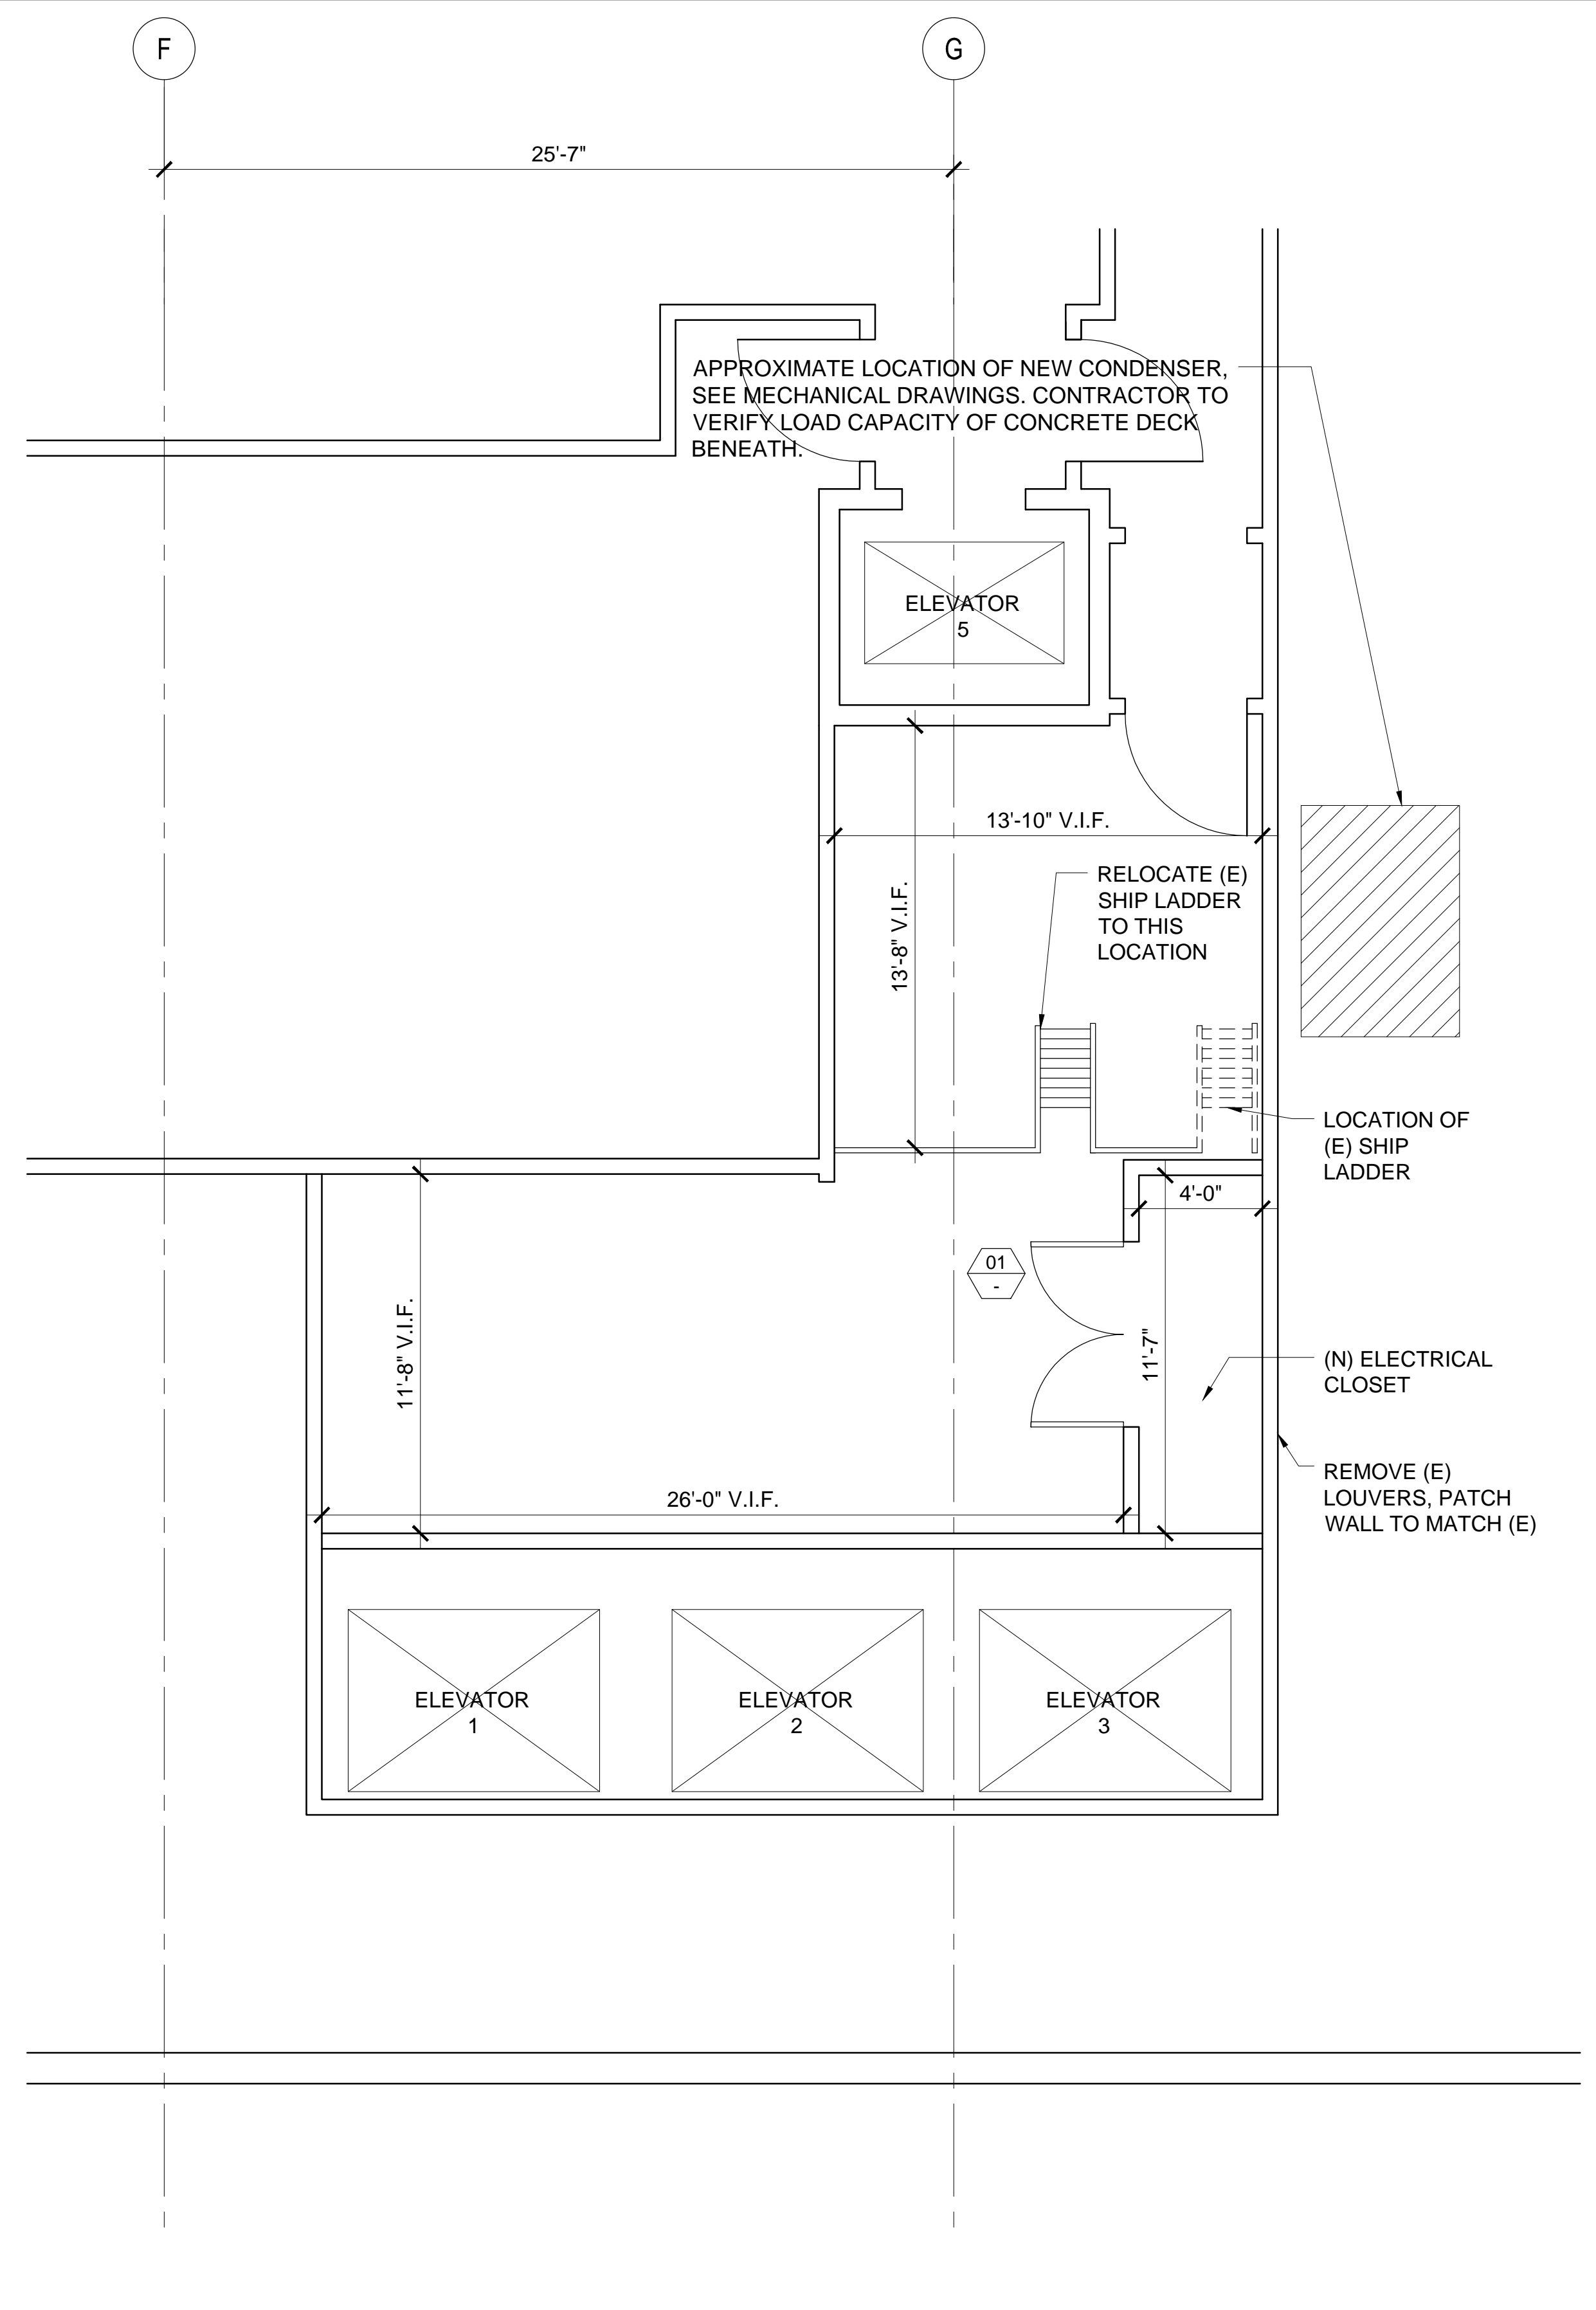 F
G
25'-7"
APPROXIMATE LOCATION OF NEW CONDENSER,
SEE MECHANICAL DRAWINGS. CONTRACTOR TO
VERIFY LOAD CAPACITY OF CONCRETE DECK
BENEATH.
ELEVATOR
5
13'-10" V.I.F.
13'-8" V.I.F.
RELOCATE (E)
SHIP LADDER
TO THIS
LOCATION
LOCATION OF
(E) SHIP
LADDER
4'-0"
01
-
11'-8" V.I.F.
11'-7"
(N) ELECTRICAL
CLOSET
26'-0" V.I.F.
REMOVE (E)
LOUVERS, PATCH
WALL TO MATCH (E)
ELEVATOR
1
ELEVATOR
2
ELEVATOR
3